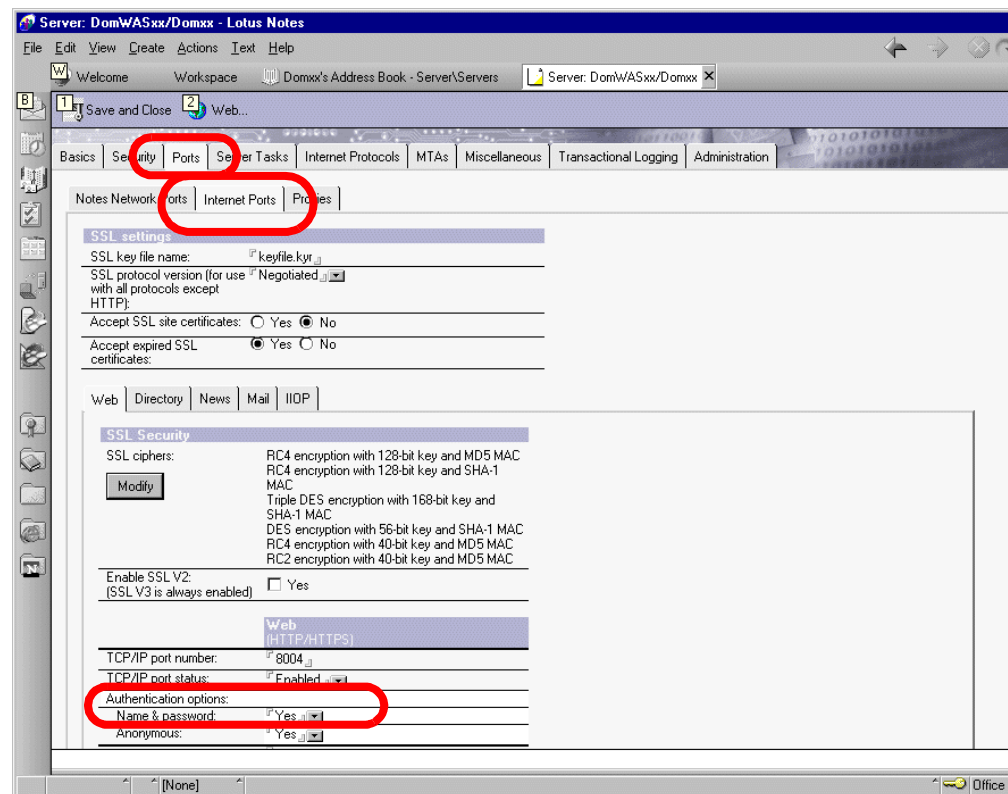 Server: DomWASxx/Domxx - Lotus Notes
File Edit View Create Actions Text Help
W Welcome Workspace Domxx's Address Book - Server\Servers Server: DomWASxx/Domxx
B 1 Save and Close 2 Web...
Basics Security Ports Server Tasks Internet Protocols MTAs Miscellaneous Transactional Logging Administration
Notes Network Ports Internet Ports Proxies
SSL settings
SSL key file name: keyfile.kyr
SSL protocol version (for use Negotiated
with all protocols except
HTTP):
Accept SSL site certificates: Yes No
Accept expired SSL Yes No
certificates:
Web Directory News Mail IIOP
SSL Security
SSL ciphers: RC4 encryption with 128-bit key and MD5 MAC
RC4 encryption with 128-bit key and SHA-1
Modify MAC
Triple DES encryption with 168-bit key and
SHA-1 MAC
DES encryption with 56-bit key and SHA-1 MAC
RC4 encryption with 40-bit key and MD5 MAC
RC2 encryption with 40-bit key and MD5 MAC
Enable SSL V2: Yes
(SSL V3 is always enabled)
Web
(HTTP/HTTPS)
TCP/IP port number: 8004
TCP/IP port status: Enabled
Authentication options:
Name & password: Yes
Anonymous: Yes
[None] Office